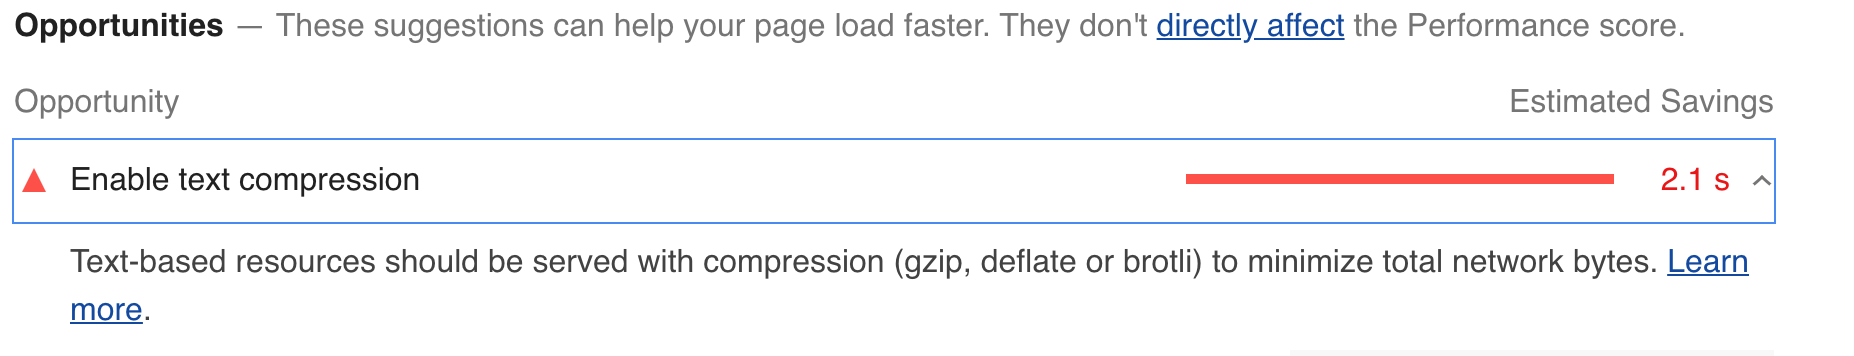 Opportunities — These suggestions can help your page load faster. They don't directly affect the Performance score.
Opportunity Estimated Savings
Enable text compression 2.1 s
Text-based resources should be served with compression (gzip, deflate or brotli) to minimize total network bytes. Learn
more.